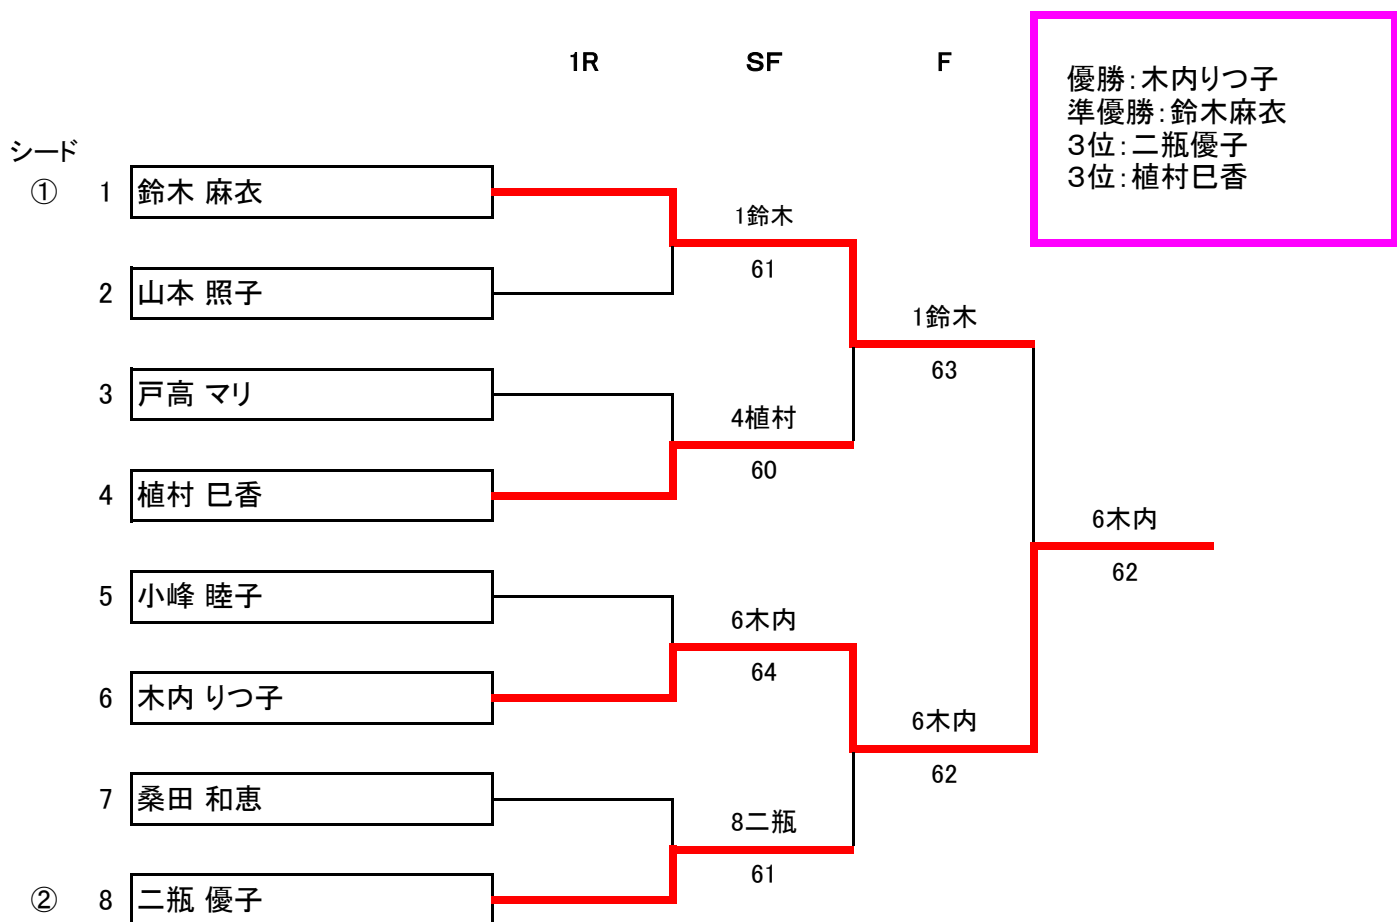 1R SF F
優勝：木内りつ子
準優勝：鈴木麻衣
3位：二瓶優子
3位：植村巳香
シード
① 1 鈴木 麻衣
1鈴木
61
2 山本 照子
1鈴木
63
3 戸高 マリ
4植村
60
4 植村 巳香
6木内
62
5 小峰 睦子
6木内
64
6 木内 りつ子
6木内
62
7 桑田 和恵
8二瓶
61
② 8 二瓶 優子